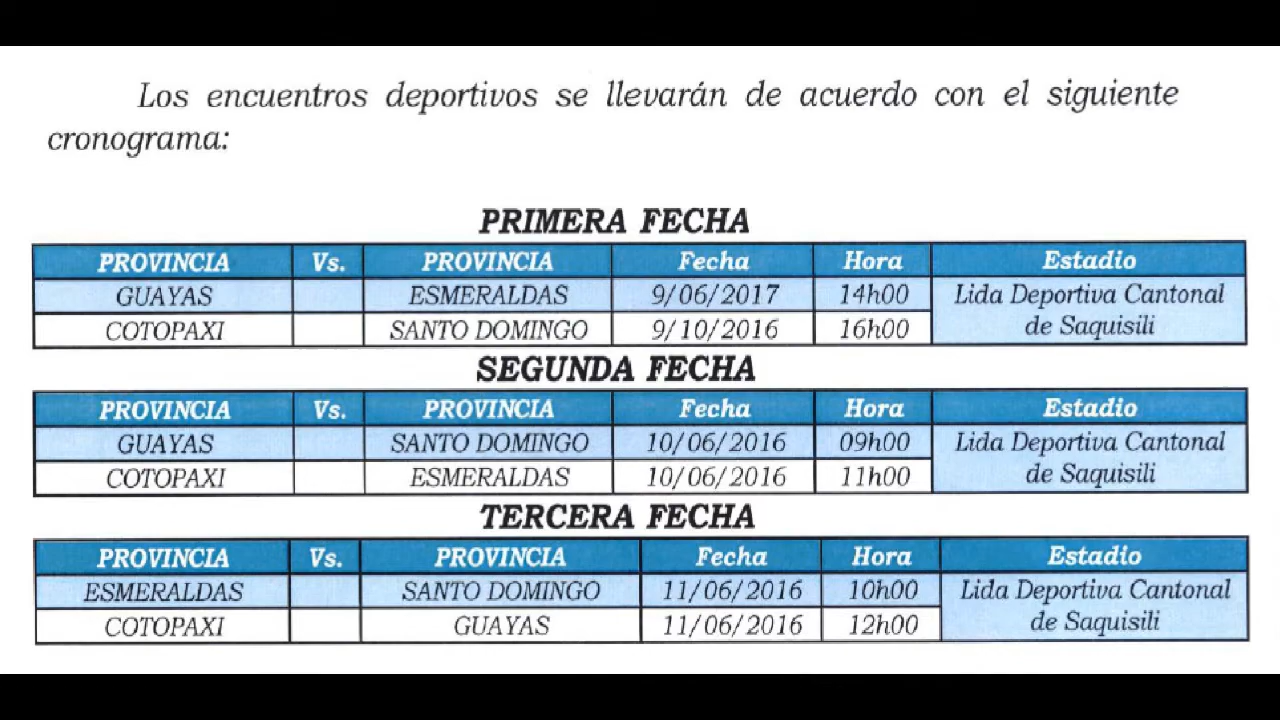 Los encuentros deportivos se llevarán de acuerdo con el siguiente
cronograma:
PRIMERA FECHA
PROVINCIA Vs. PROVINCIA Fecha Hora Estadio
GUAYAS ESMERALDAS 9/06/2017 14h00 Lida Deportiva Cantonal
COTOPAXI SANTO DOMINGO 9/10/2016 16h00 de Saquisili
SEGUNDA FECHA
PROVINCIA Vs. PROVINCIA Fecha Hora Estadio
GUAYAS SANTO DOMINGO 10/06/2016 09h00 Lida Deportiva Cantonal
COTOPAXI ESMERALDAS 10/06/2016 11h00 de Saquisili
TERCERA FECHA
PROVINCIA Vs. PROVINCIA Fecha Hora Estadio
ESMERALDAS SANTO DOMINGO 11/06/2016 10h00 Lida Deportiva Cantonal
COTOPAXI GUAYAS 11/06/2016 12h00 de Saquisili